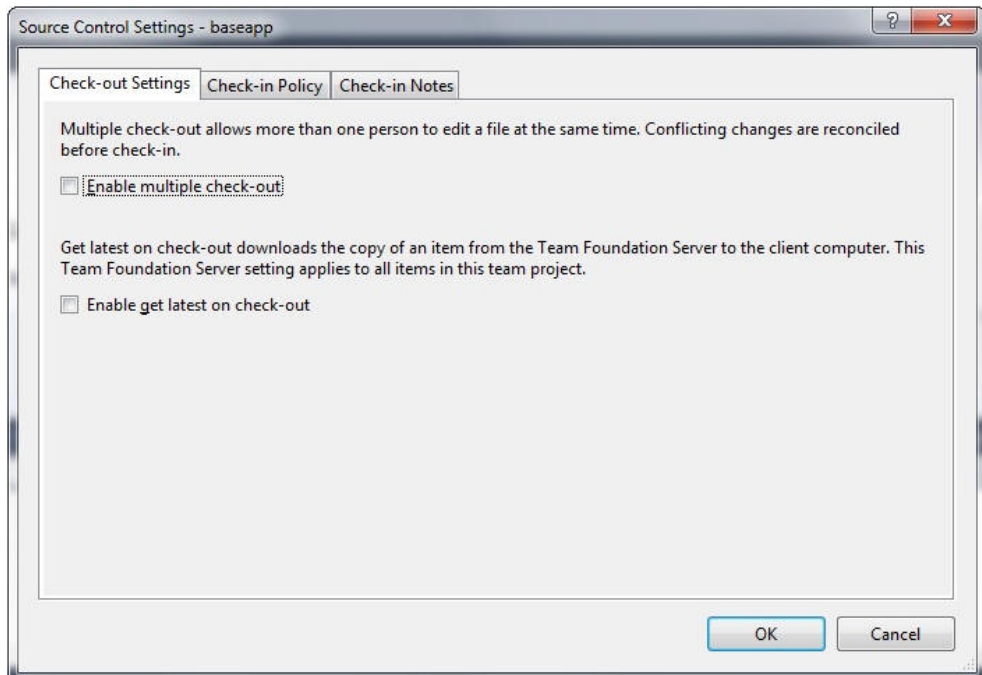 Source Control Settings - baseapp
?
Check-out Settings
Check-in Policy
Check-in Notes
Multiple check-out allows more than one person to edit a file at the same time. Conflicting changes are reconciled
before check-in.
Enable multiple check-out
Get latest on check-out downloads the copy of an item from the Team Foundation Server to the client computer. This
Team Foundation Server setting applies to all items in this team project.
Enable get latest on check-out
OK
Cancel